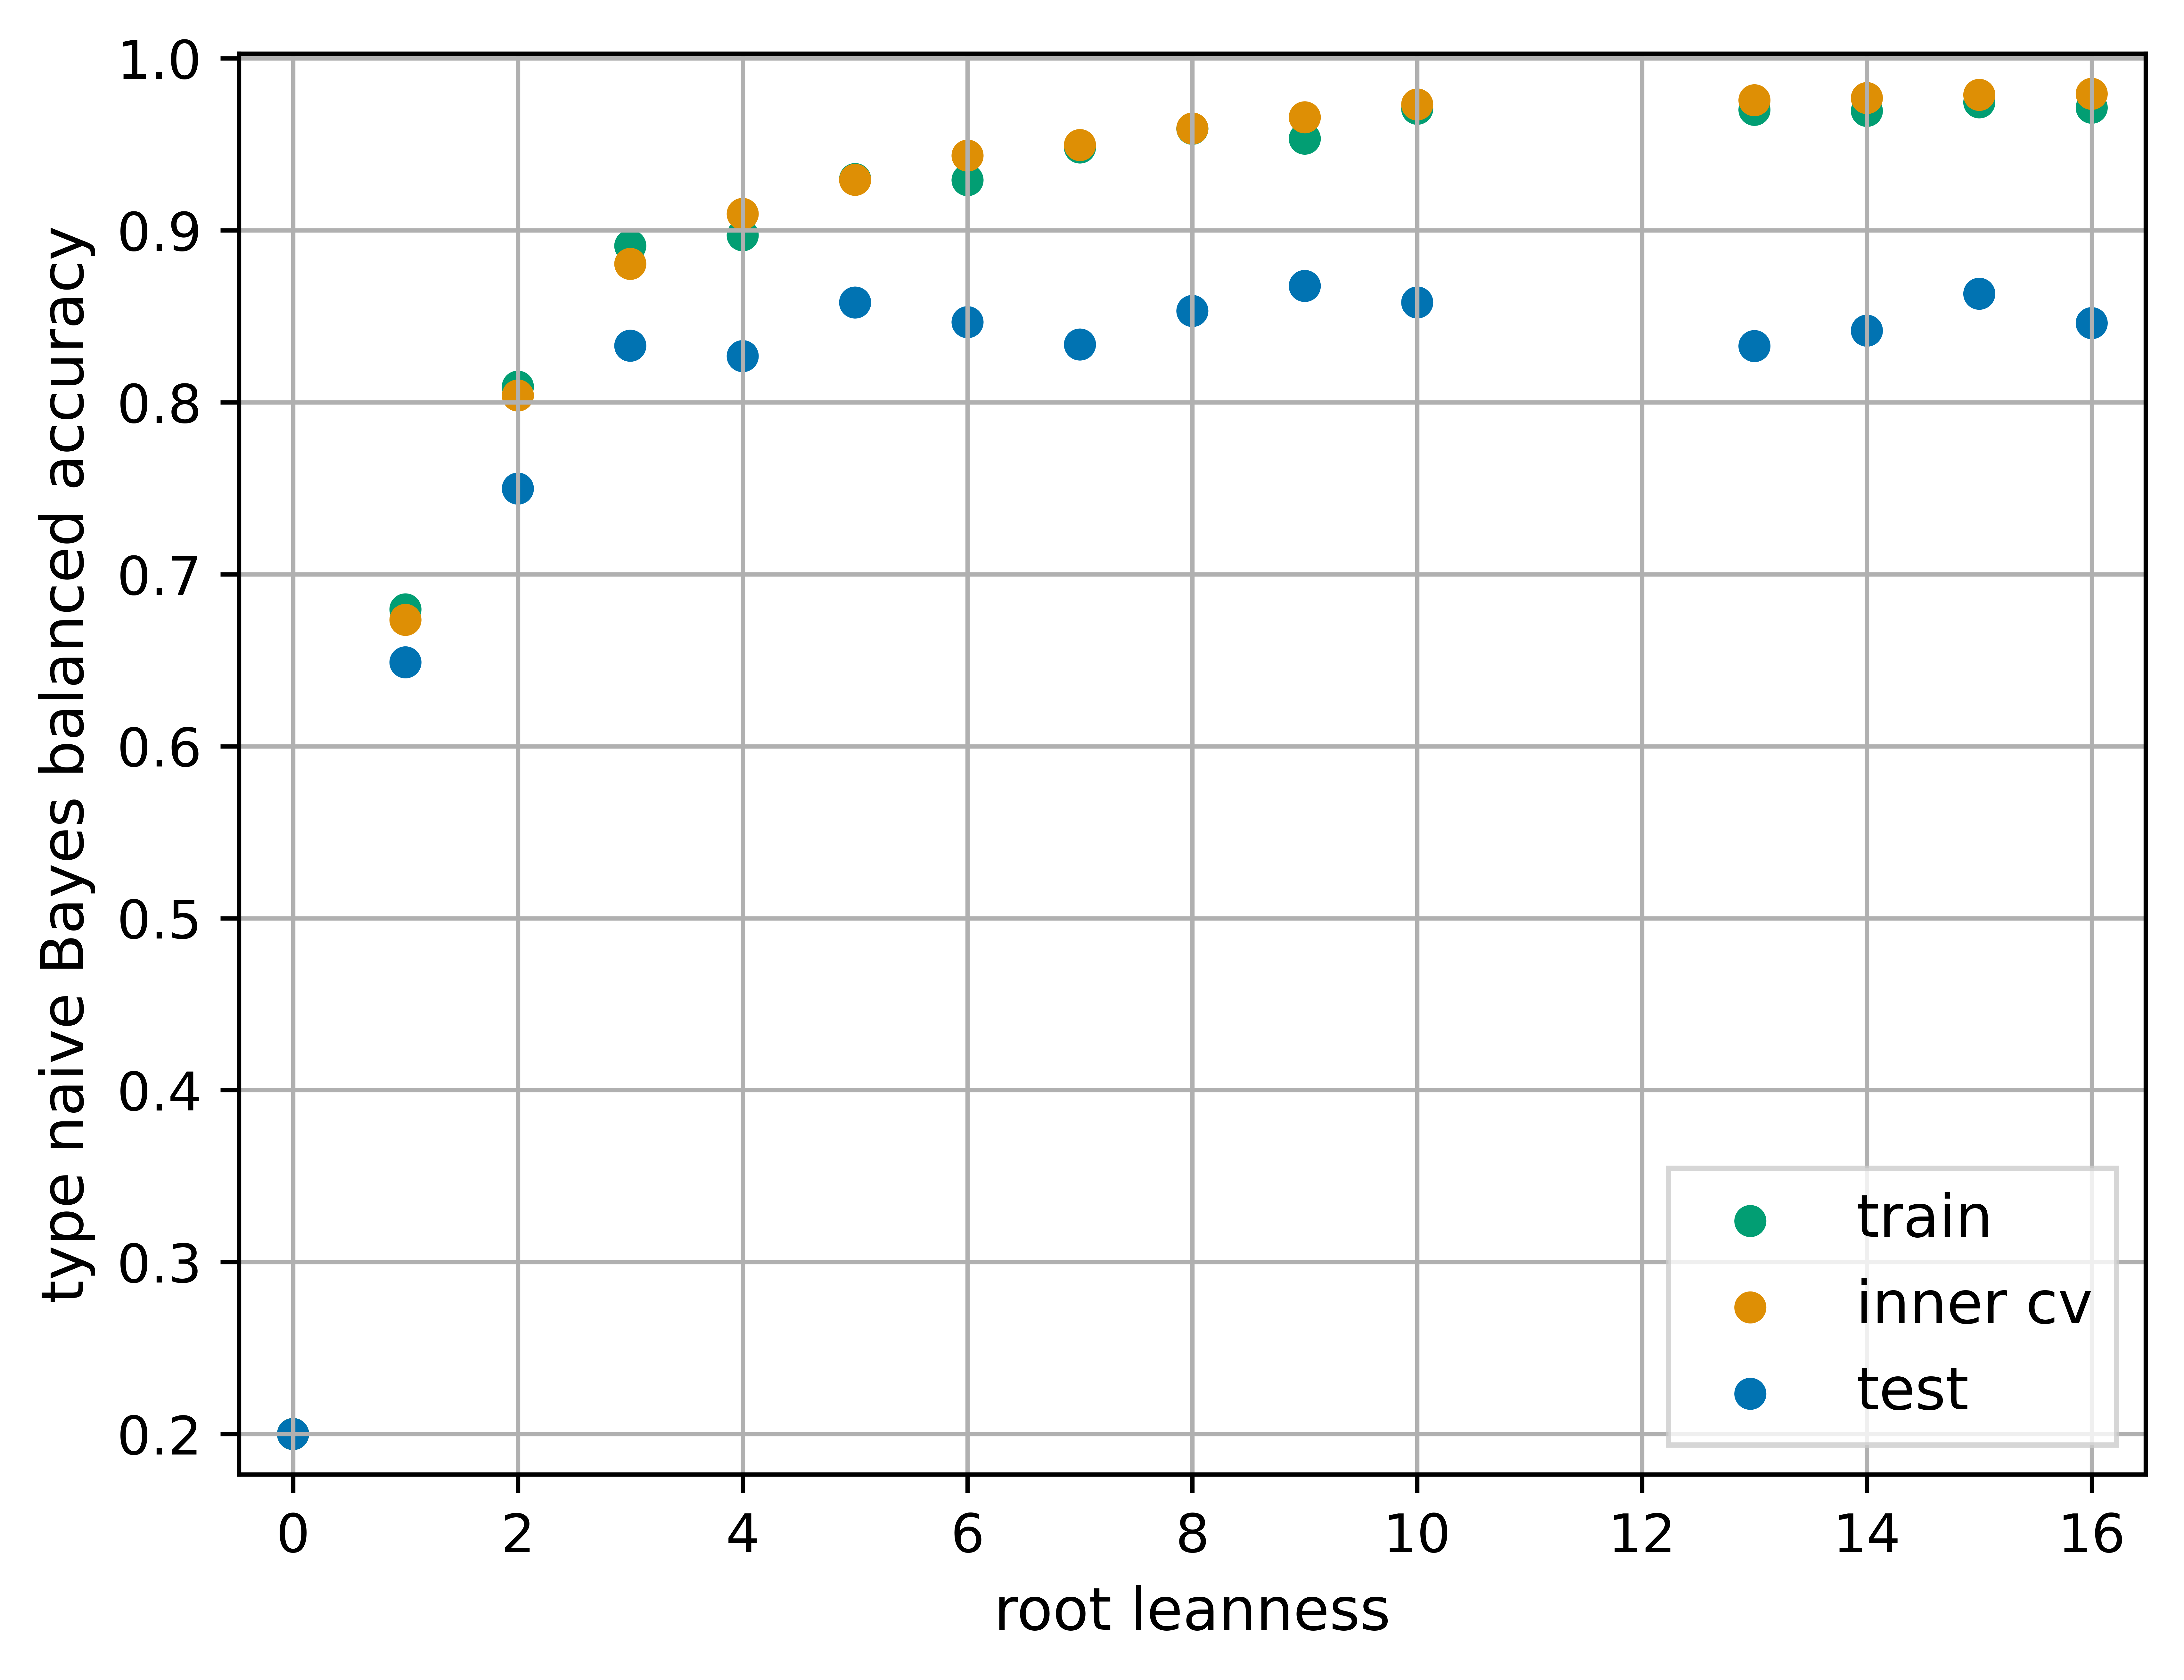 type naive Bayes balanced accuracy
1.0
0.9
0.8
0.7
0.6
0.5
0.4
0.3
0.2
train
inner cv
test
0 2 4 6 8 10 12 14 16
root leanness